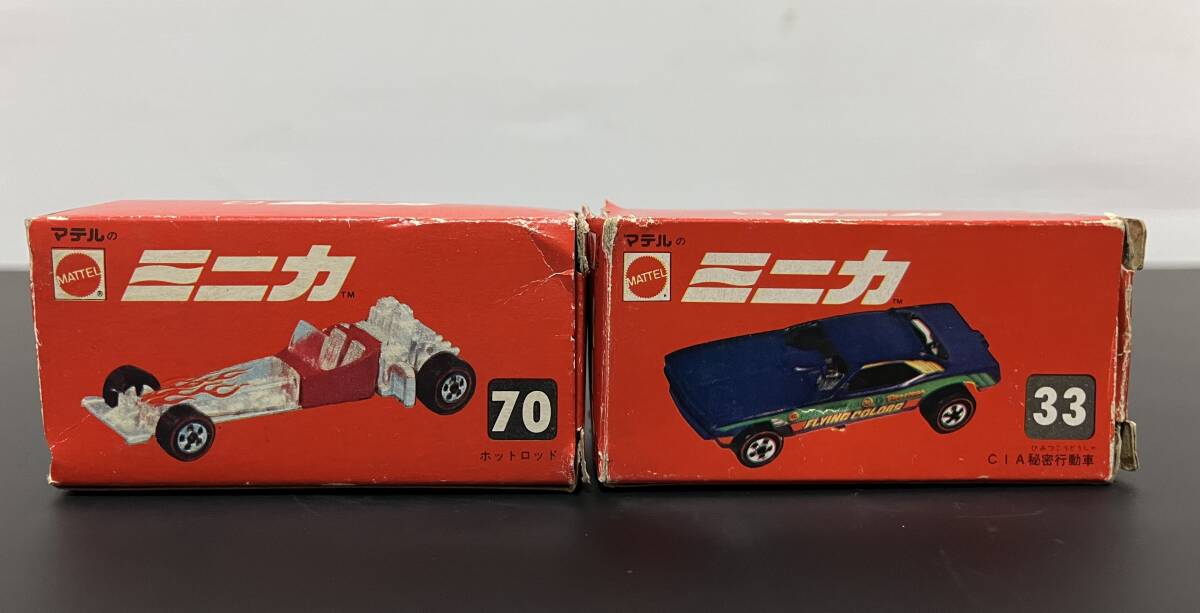 マテルの
MATTEL
®
ミニカ
TM
70
ホットロッド
マテルの
MATTEL
ミニカ
TM
FLYING COLORS
33
ひみつこうどうしゃ
CIA秘密行動車